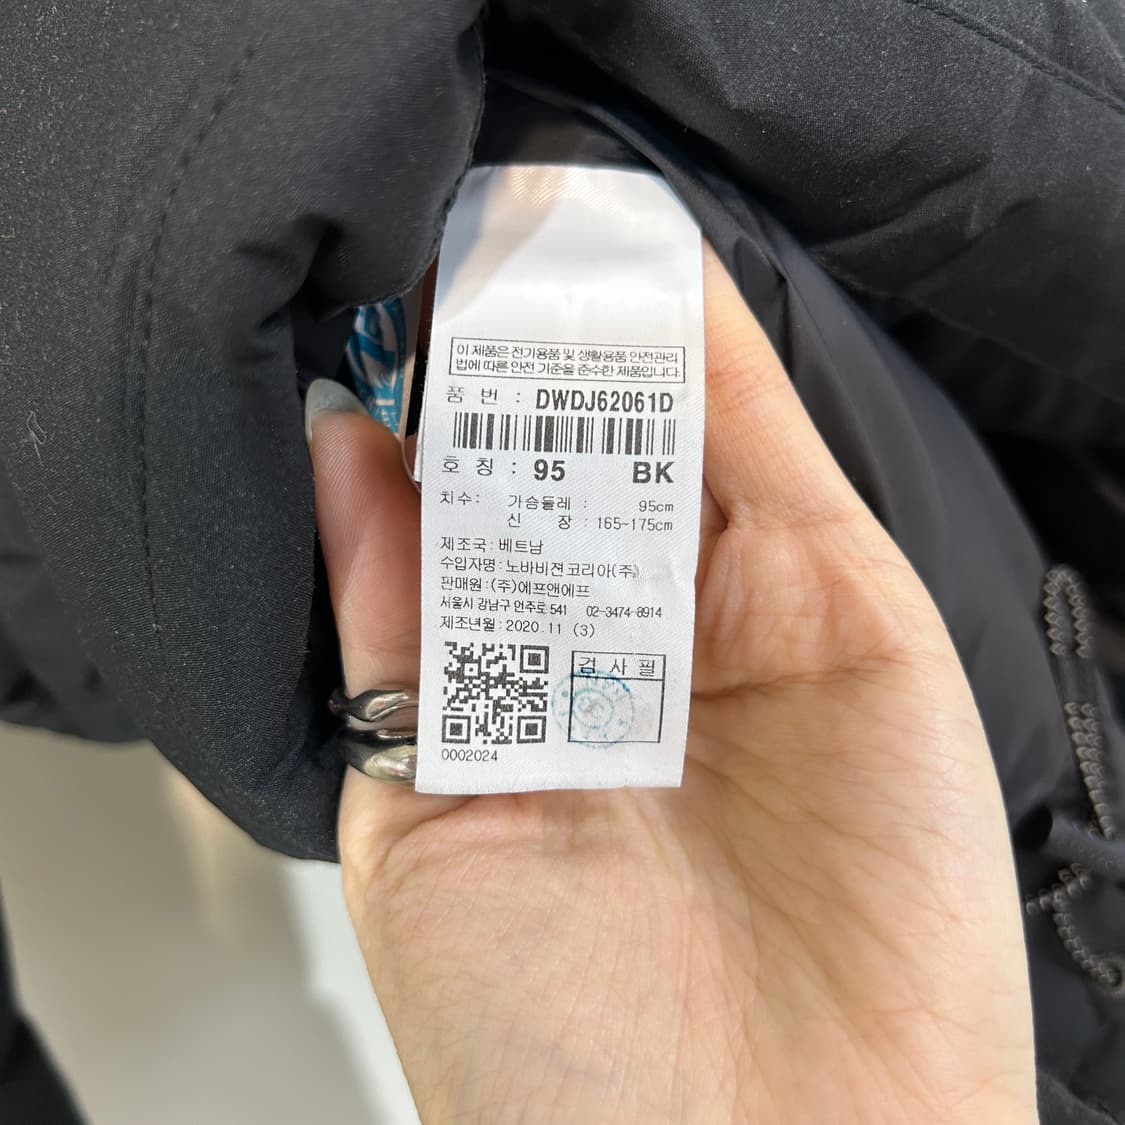 이 제품은 전기용품 및 생활용품 안전관리
법에 따른 안전 기준을 준수한 제품입니다.
품 번 : DWDJ62061D
호 칭 : 95 BK
치수: 가슴둘레 : 95cm
신 장 : 165~175cm
제조국: 베트남
수입자명: 노바비젼코리아(주)
판매원: (주)에프앤에프
서울시 강남구 언주로 541 02-3474-8914
제조년월: 2020.11 (3)
검 사 필
0002024